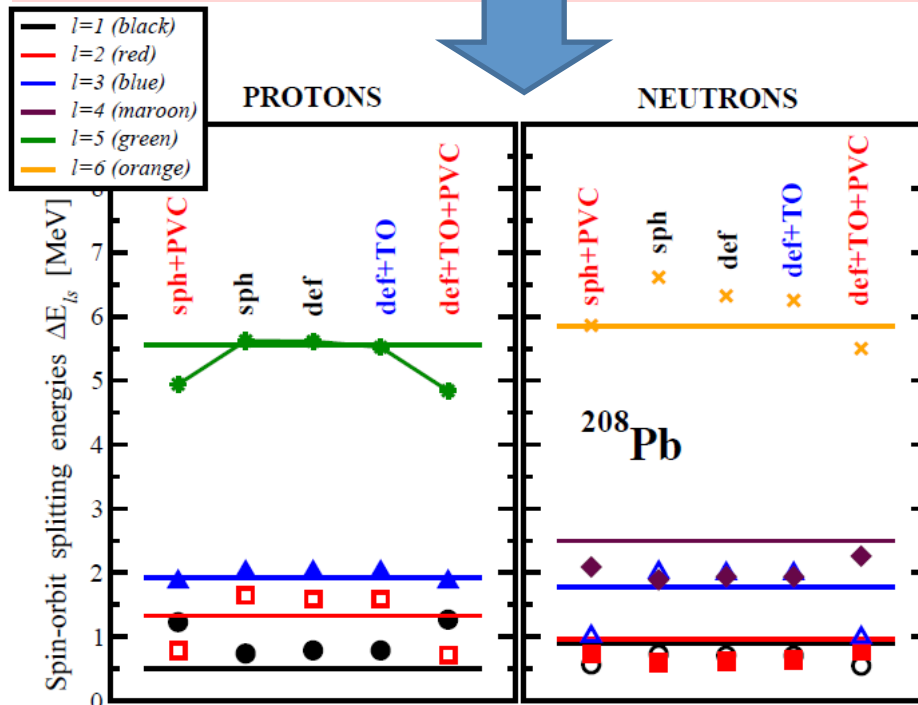 l=1 (black)
l=2 (red)
l=3 (blue)
l=4 (maroon)
l=5 (green)
l=6 (orange)
PROTONS
NEUTRONS
Spin-orbit splitting energies ΔE_ls [MeV]
8
7
6
5
4
3
2
1
0
sph+PVC
sph
def
def+TO
def+TO+PVC
sph+PVC
sph
def
def+TO
def+TO+PVC
²⁰⁸Pb